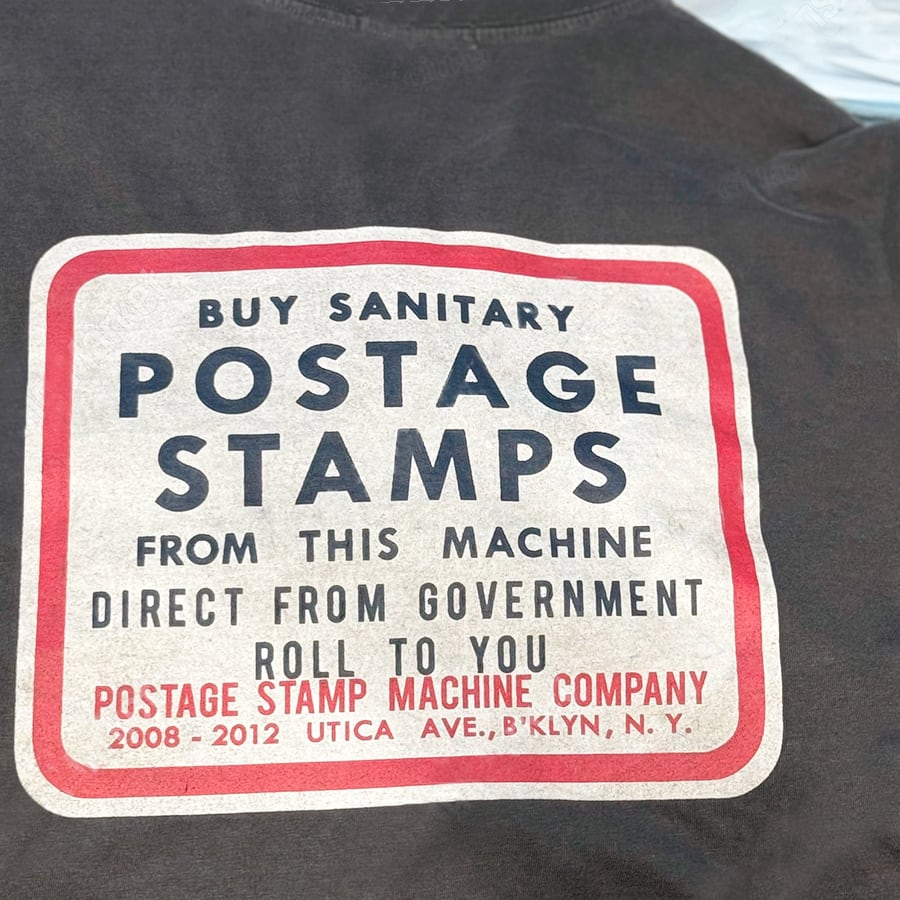 BUY SANITARY
POSTAGE
STAMPS
FROM THIS MACHINE
DIRECT FROM GOVERNMENT
ROLL TO YOU
POSTAGE STAMP MACHINE COMPANY
2008 - 2012 UTICA AVE., B'KLYN, N. Y.